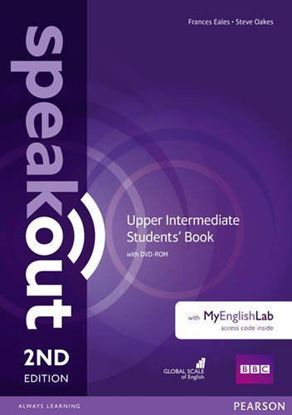 Frances Eales • Steve Oakes
speakout
Upper Intermediate
Students' Book
with DVD-ROM
with MyEnglishLab
access code inside
2ND
EDITION
GLOBAL SCALE
of English
BBC
ALWAYS LEARNING
PEARSON